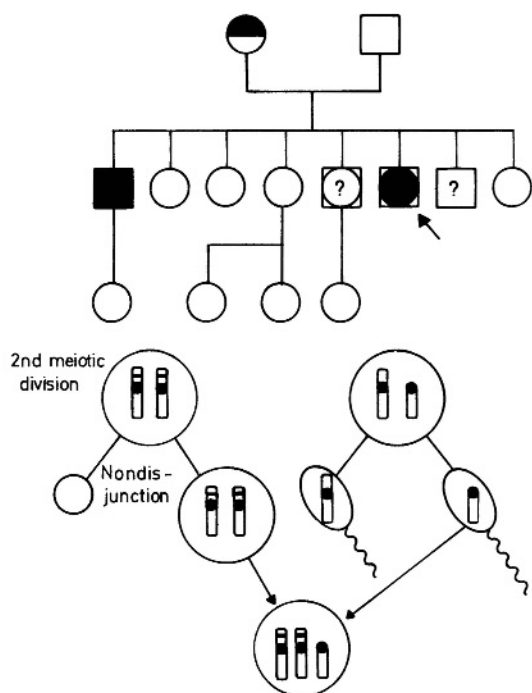 ?
?
2nd meiotic
division
Nondis-
junction